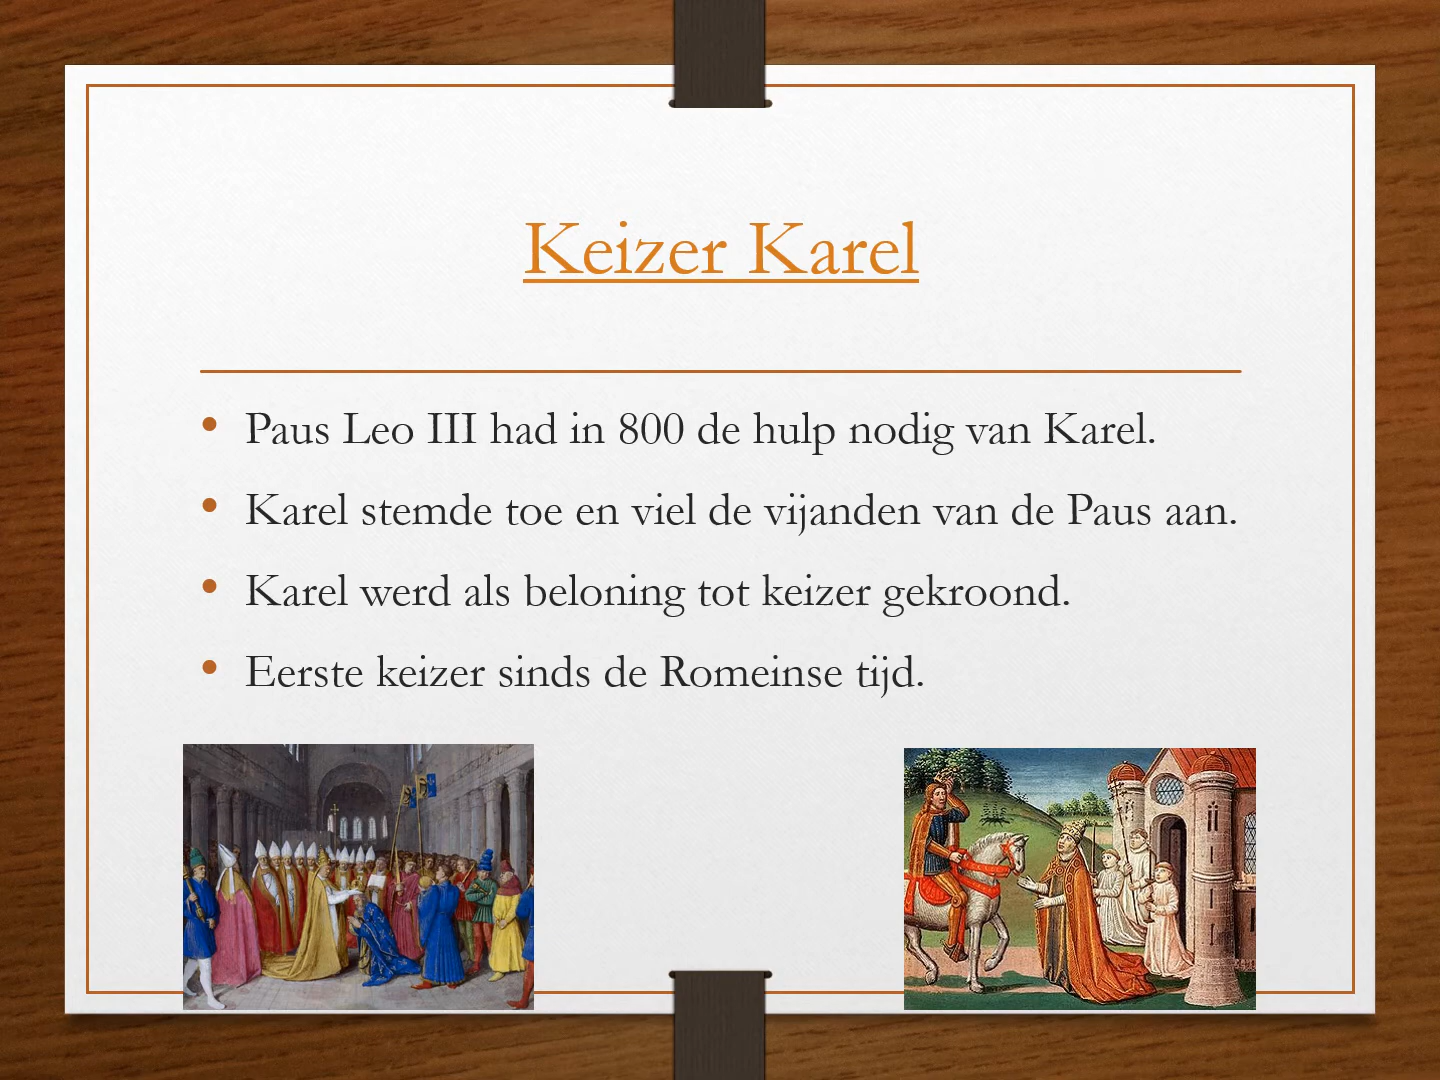 Keizer Karel
• Paus Leo III had in 800 de hulp nodig van Karel.
• Karel stemde toe en viel de vijanden van de Paus aan.
• Karel werd als beloning tot keizer gekroond.
• Eerste keizer sinds de Romeinse tijd.